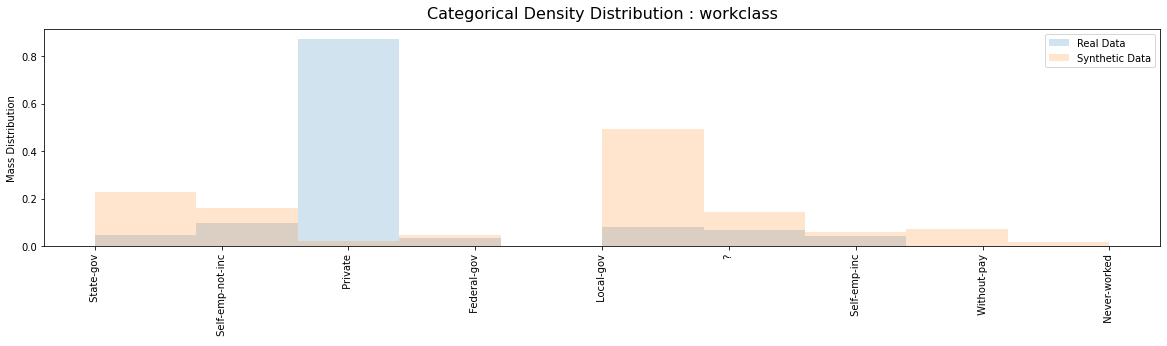 Categorical Density Distribution : workclass
Real Data
Synthetic Data
Mass Distribution
0.8
0.6
0.4
0.2
0.0
State-gov
Self-emp-not-inc
Private
Federal-gov
Local-gov
?
Self-emp-inc
Without-pay
Never-worked